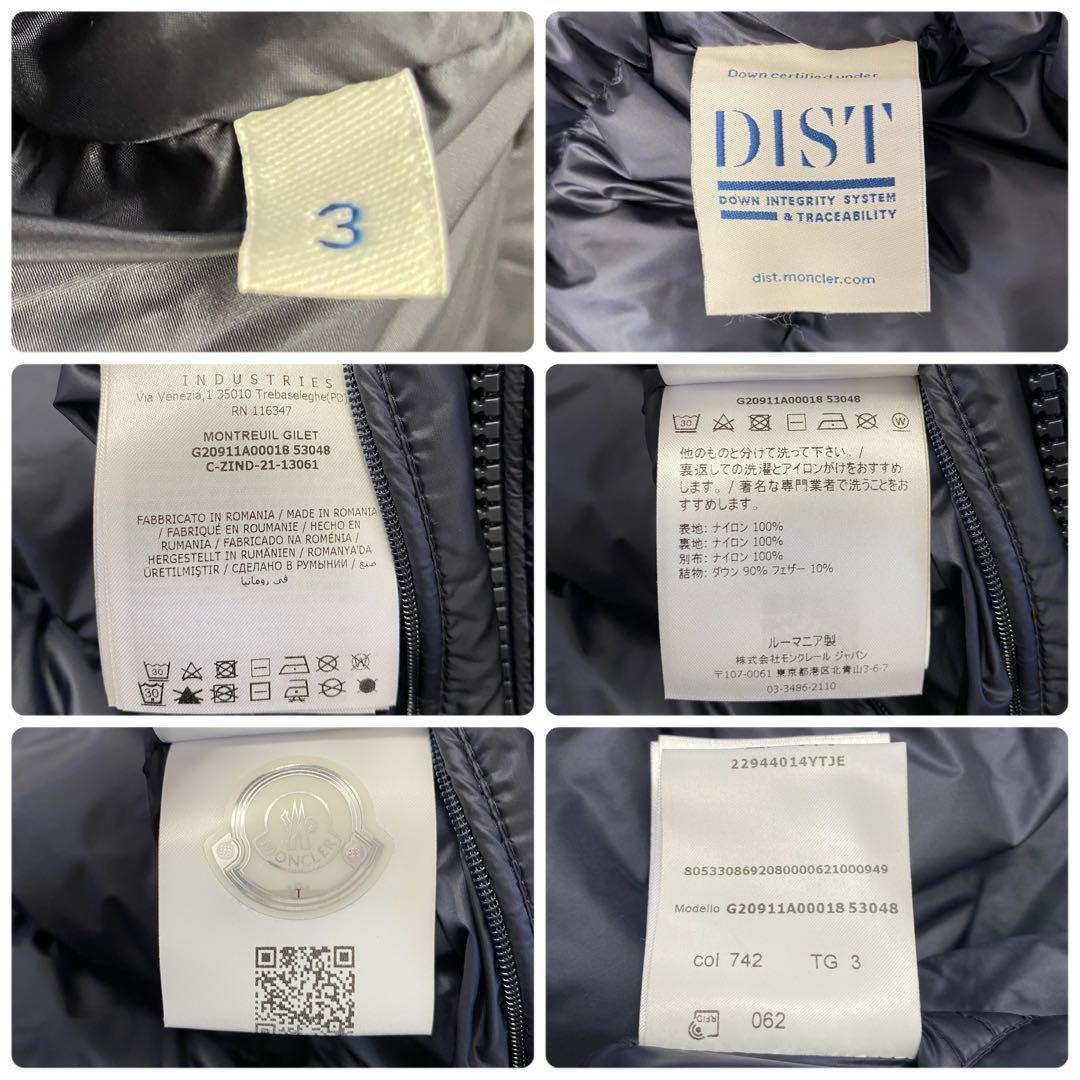 3
Down certified under
DIST
DOWN INTEGRITY SYSTEM
& TRACEABILITY
dist.moncler.com
INDUSTRIES
Via Venezia,1 35010 Trebaseleghe(PD)
RN 116347
MONTREUIL GILET
G20911A00018 53048
C-ZIND-21-13061
FABBRICATO IN ROMANIA / MADE IN ROMANIA
/ FABRIQUÉ EN ROUMANIE / HECHO EN
RUMANIA / FABRICADO NA ROMÉNIA /
HERGESTELLT IN RUMÄNIEN / ROMANYA'DA
ÜRETILMIŞTIR / СДЕЛАНО В РУМЫНИИ / صنع
في رومانيا
30
30
G20911A00018 53048
30
W
他のものと分けて洗って下さい。/
裏返しての洗濯とアイロンがけをおすすめ
します。/ 著名な専門業者で洗うことをお
すすめします。
表地: ナイロン 100%
裏地: ナイロン 100%
別布: ナイロン 100%
詰物: ダウン 90% フェザー 10%
ルーマニア製
株式会社モンクレール ジャパン
〒107-0061 東京都港区北青山3-6-7
03-3486-2110
MONCLER
T
22944014YTJE
8053308692080000621000949
Modello G20911A00018 53048
col 742 TG 3
RFID 062